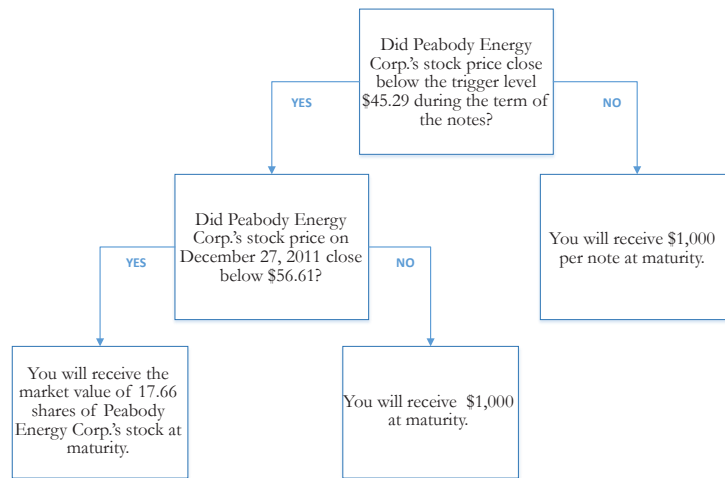 Did Peabody Energy
Corp.'s stock price close
below the trigger level
$45.29 during the term of
the notes?
YES
NO
Did Peabody Energy
Corp.'s stock price on
December 27, 2011 close
below $56.61?
You will receive $1,000
per note at maturity.
YES
NO
You will receive the
market value of 17.66
shares of Peabody
Energy Corp.'s stock at
maturity.
You will receive $1,000
at maturity.